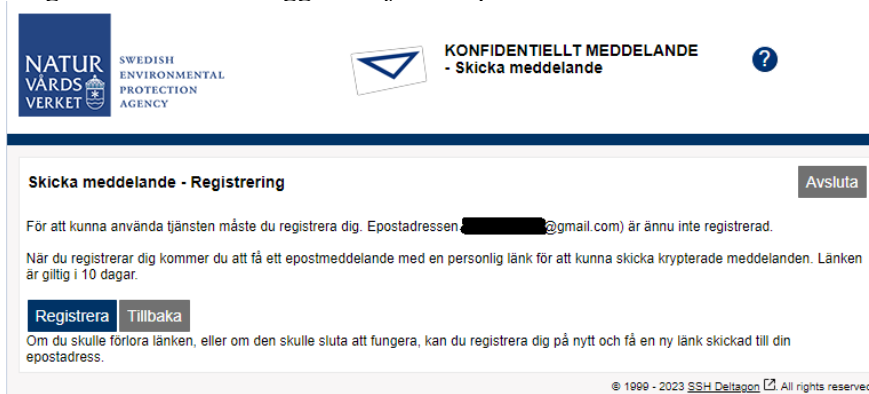 NATUR
VÅRDS
VERKET
SWEDISH
ENVIRONMENTAL
PROTECTION
AGENCY
KONFIDENTIELLT MEDDELANDE
- Skicka meddelande
?
Skicka meddelande - Registrering
Avsluta
För att kunna använda tjänsten måste du registrera dig. Epostadressen @gmail.com) är ännu inte registrerad.
När du registrerar dig kommer du att få ett epostmeddelande med en personlig länk för att kunna skicka krypterade meddelanden. Länken
är giltig i 10 dagar.
Registrera Tillbaka
Om du skulle förlora länken, eller om den skulle sluta att fungera, kan du registrera dig på nytt och få en ny länk skickad till din
epostadress.
© 1999 - 2023 SSH Deltagon. All rights reserved